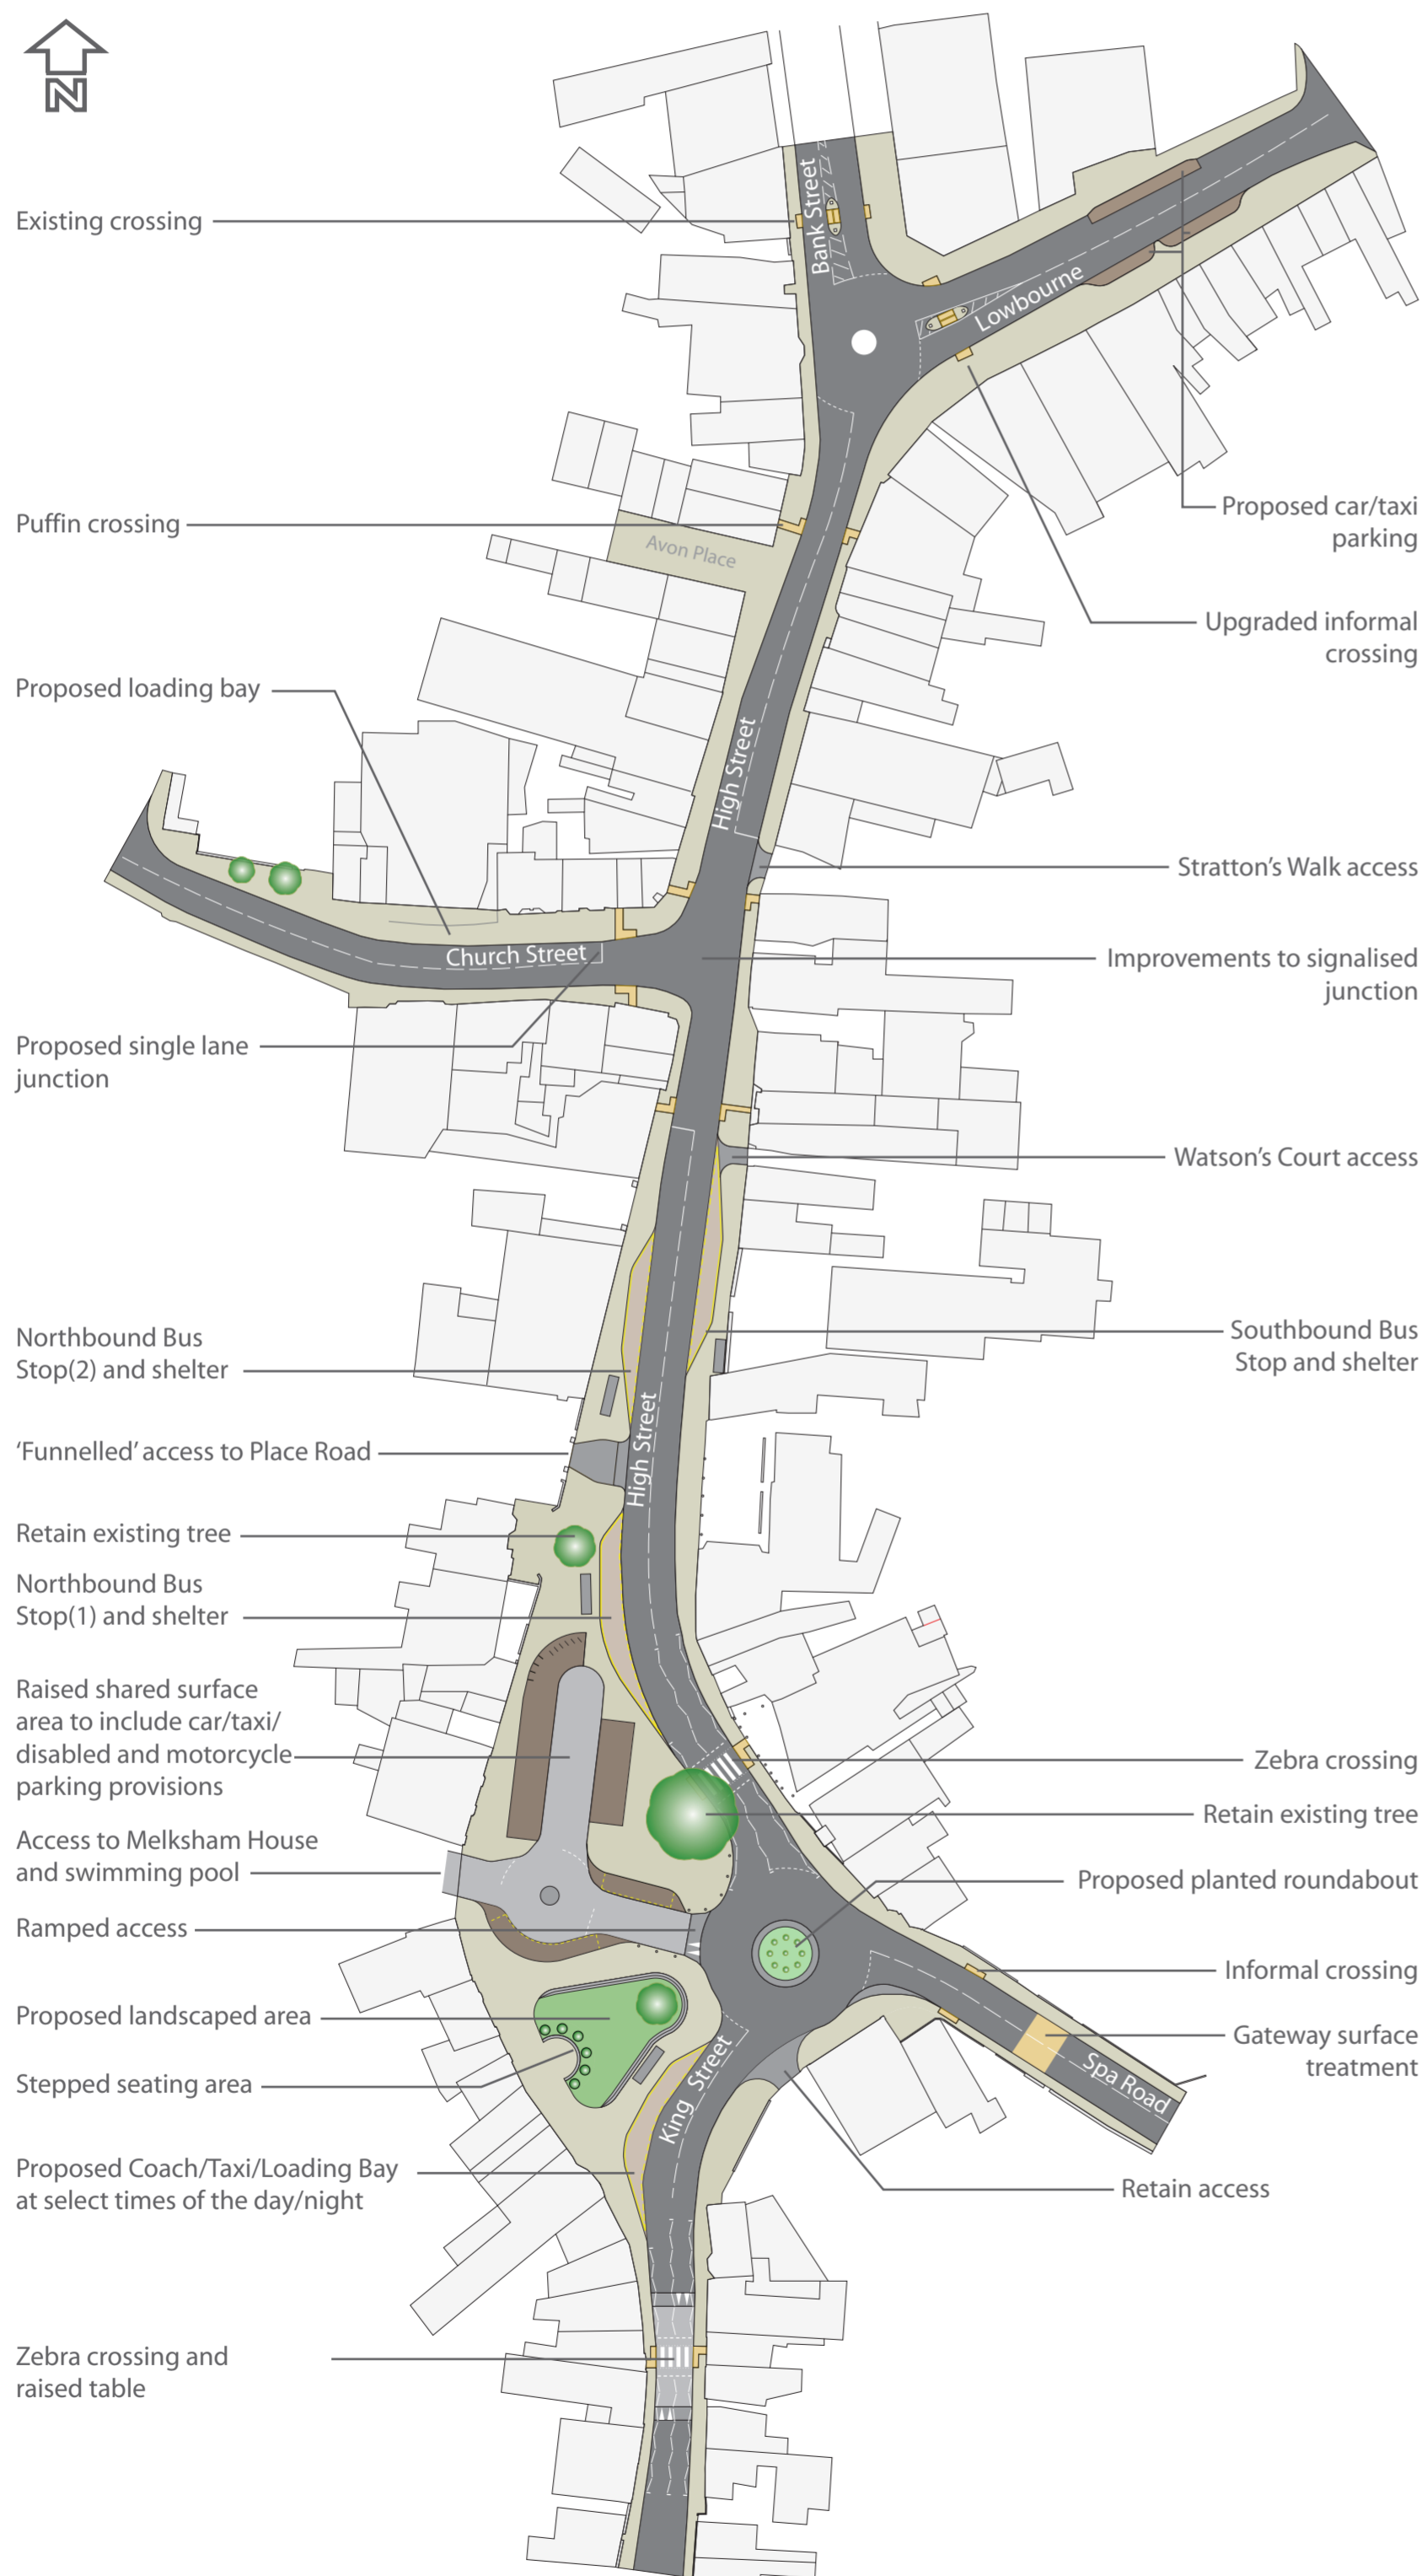 N
Existing crossing
Bank Street
Lowbourne
Puffin crossing
Avon Place
Proposed car/taxi
parking
Upgraded informal
crossing
Proposed loading bay
High Street
Stratton's Walk access
Church Street
Improvements to signalised
junction
Proposed single lane
junction
Watson's Court access
Northbound Bus
Stop(2) and shelter
Southbound Bus
Stop and shelter
High Street
'Funnelled' access to Place Road
Retain existing tree
Northbound Bus
Stop(1) and shelter
Raised shared surface
area to include car/taxi/
disabled and motorcycle
parking provisions
Zebra crossing
Retain existing tree
Access to Melksham House
and swimming pool
Proposed planted roundabout
Ramped access
Informal crossing
Proposed landscaped area
Gateway surface
treatment
Stepped seating area
King Street
Spa Road
Proposed Coach/Taxi/Loading Bay
at select times of the day/night
Retain access
Zebra crossing and
raised table